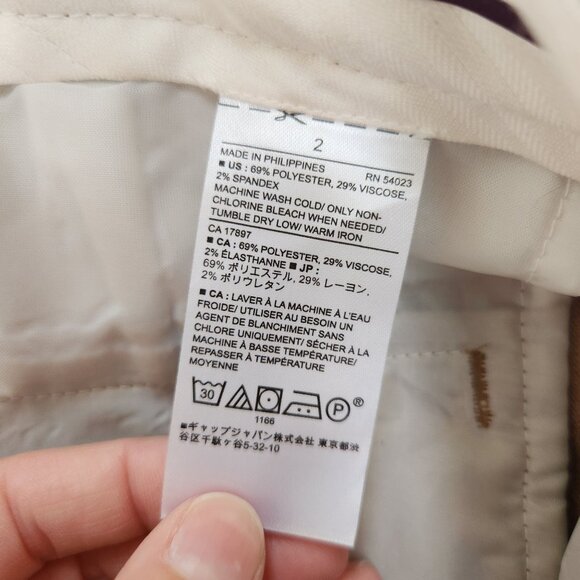 2
MADE IN PHILIPPINES RN 54023
■ US : 69% POLYESTER, 29% VISCOSE,
2% SPANDEX
MACHINE WASH COLD/ ONLY NON-
CHLORINE BLEACH WHEN NEEDED/
TUMBLE DRY LOW/ WARM IRON
CA 17897
■ CA : 69% POLYESTER, 29% VISCOSE,
2% ÉLASTHANNE ■ JP :
69% ポリエステル, 29% レーヨン,
2% ポリウレタン
■ CA : LAVER À LA MACHINE À L'EAU
FROIDE/ UTILISER AU BESOIN UN
AGENT DE BLANCHIMENT SANS
CHLORE UNIQUEMENT/ SÉCHER À LA
MACHINE À BASSE TEMPÉRATURE/
REPASSER À TEMPÉRATURE
MOYENNE
30 P ®
1166
■ギャップジャパン株式会社 東京都渋
谷区千駄ヶ谷5-32-10